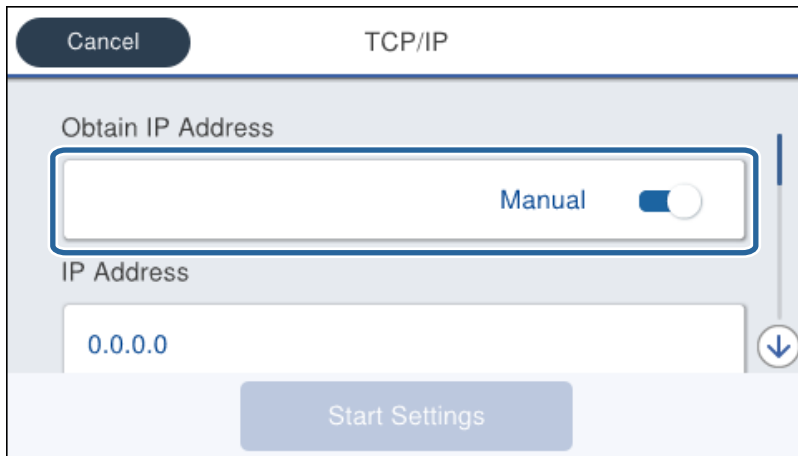 Cancel
TCP/IP
Obtain IP Address
Manual
IP Address
0.0.0.0
Start Settings